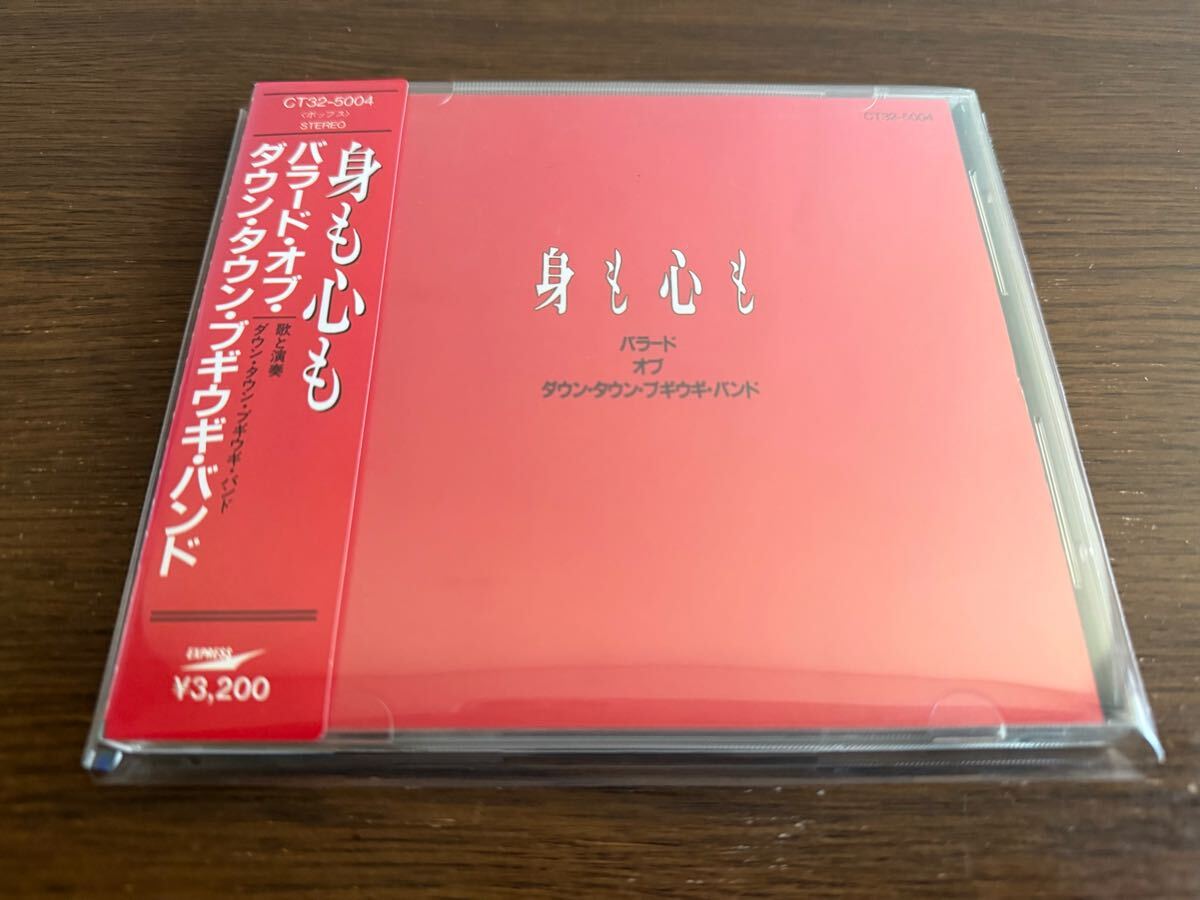 CT32-5004
〈ポップス〉
STEREO
身も心も
バラード・オブ・
ダウン・タウン・ブギウギ・バンド
歌と演奏
ダウン・タウン・ブギウギ・バンド
EXPRESS
¥3,200
CT32-5004
身も心も
バラード
オブ
ダウン・タウン・ブギウギ・バンド